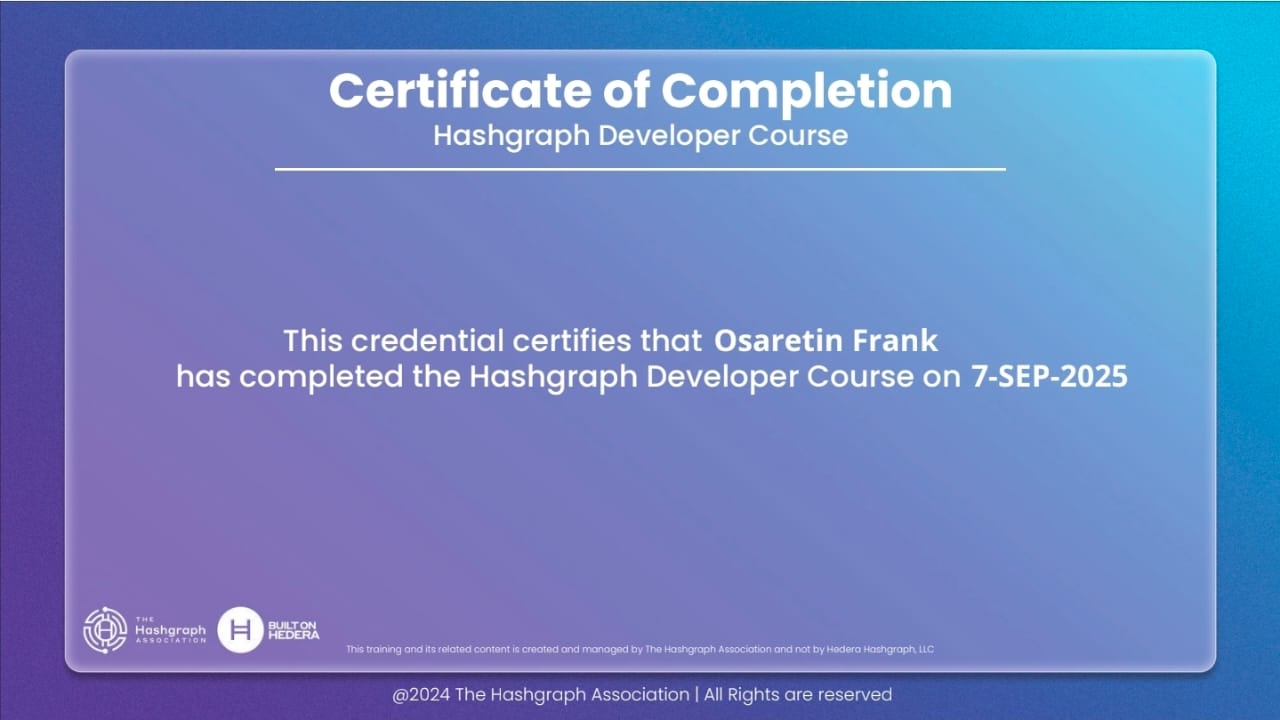 Certificate of Completion
Hashgraph Developer Course
This credential certifies that Osaretin Frank
has completed the Hashgraph Developer Course on 7-SEP-2025
THE
Hashgraph
ASSOCIATION
BUILT ON
HEDERA
This training and its related content is created and managed by The Hashgraph Association and not by Hedera Hashgraph, LLC
@2024 The Hashgraph Association | All Rights are reserved